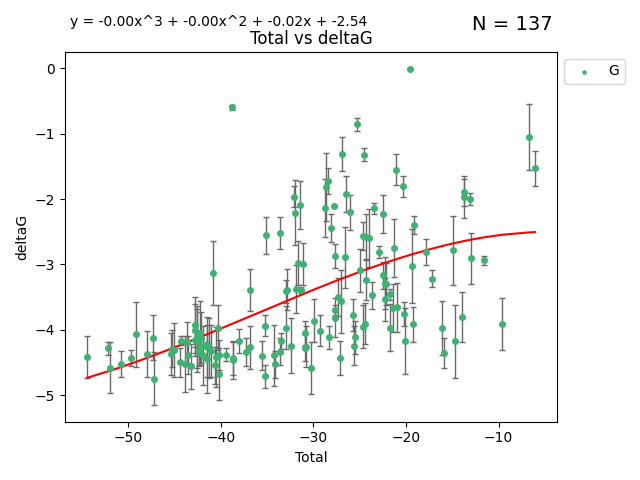 y = -0.00x^3 + -0.00x^2 + -0.02x + -2.54
N = 137
Total vs deltaG
G
deltaG
0
−1
−2
−3
−4
−5
−50
−40
−30
−20
−10
Total